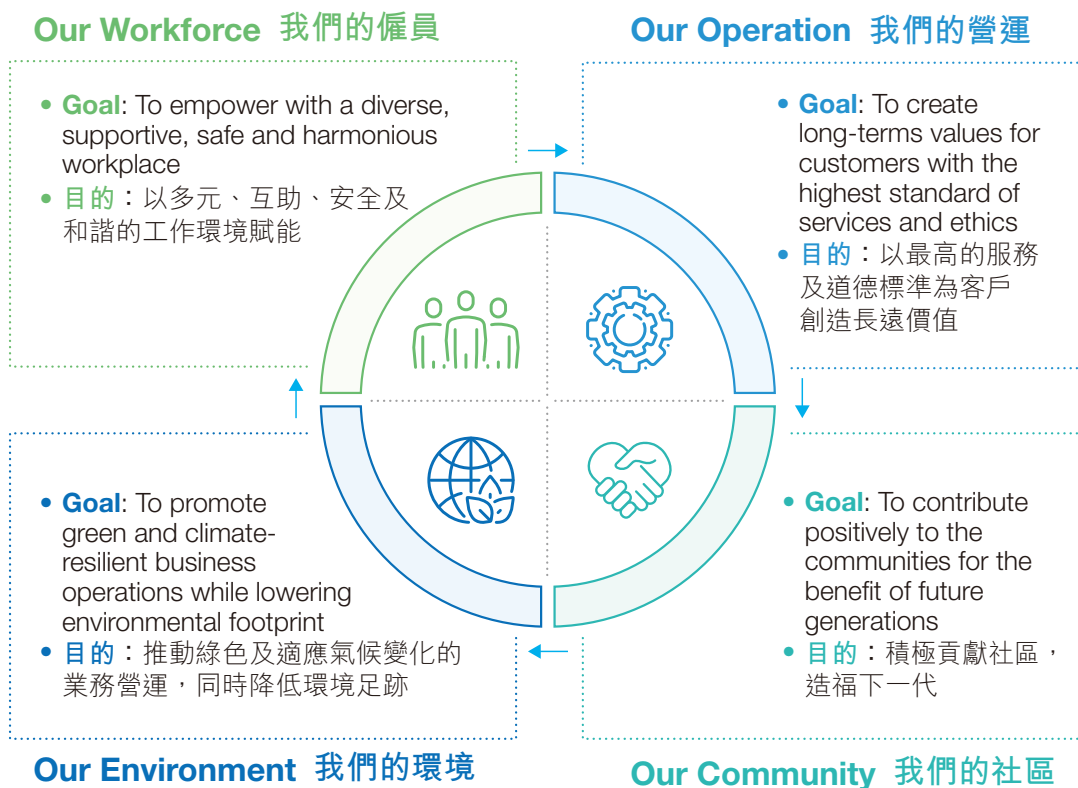 Our Workforce 我們的僱員
• Goal: To empower with a diverse,
supportive, safe and harmonious
workplace
• 目的：以多元、互助、安全及
和諧的工作環境賦能
Our Operation 我們的營運
• Goal: To create
long-terms values for
customers with the
highest standard of
services and ethics
• 目的：以最高的服務
及道德標準為客戶
創造長遠價值
• Goal: To promote
green and climate-
resilient business
operations while lowering
environmental footprint
• 目的：推動綠色及適應氣候變化的
業務營運，同時降低環境足跡
Our Environment 我們的環境
• Goal: To contribute
positively to the
communities for the
benefit of future
generations
• 目的：積極貢獻社區，
造福下一代
Our Community 我們的社區